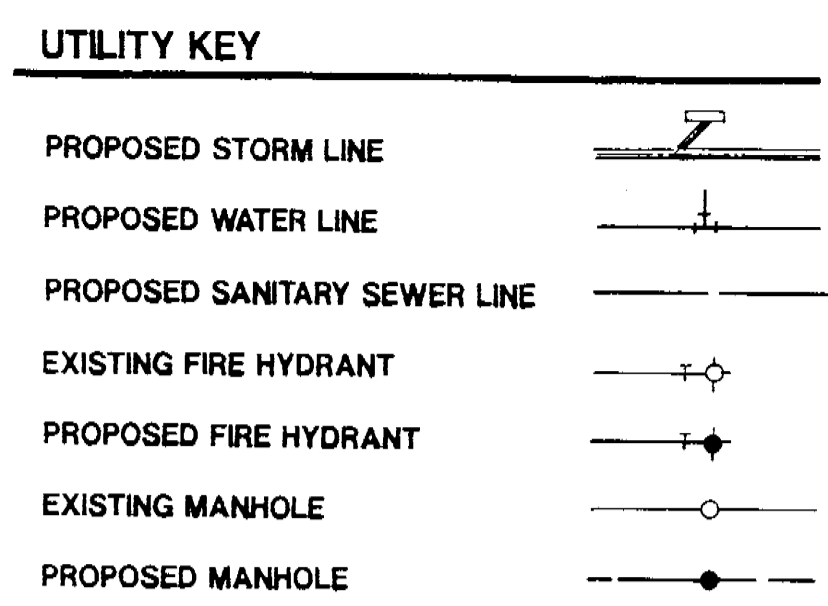 UTILITY KEY
PROPOSED STORM LINE
PROPOSED WATER LINE
PROPOSED SANITARY SEWER LINE
EXISTING FIRE HYDRANT
PROPOSED FIRE HYDRANT
EXISTING MANHOLE
PROPOSED MANHOLE